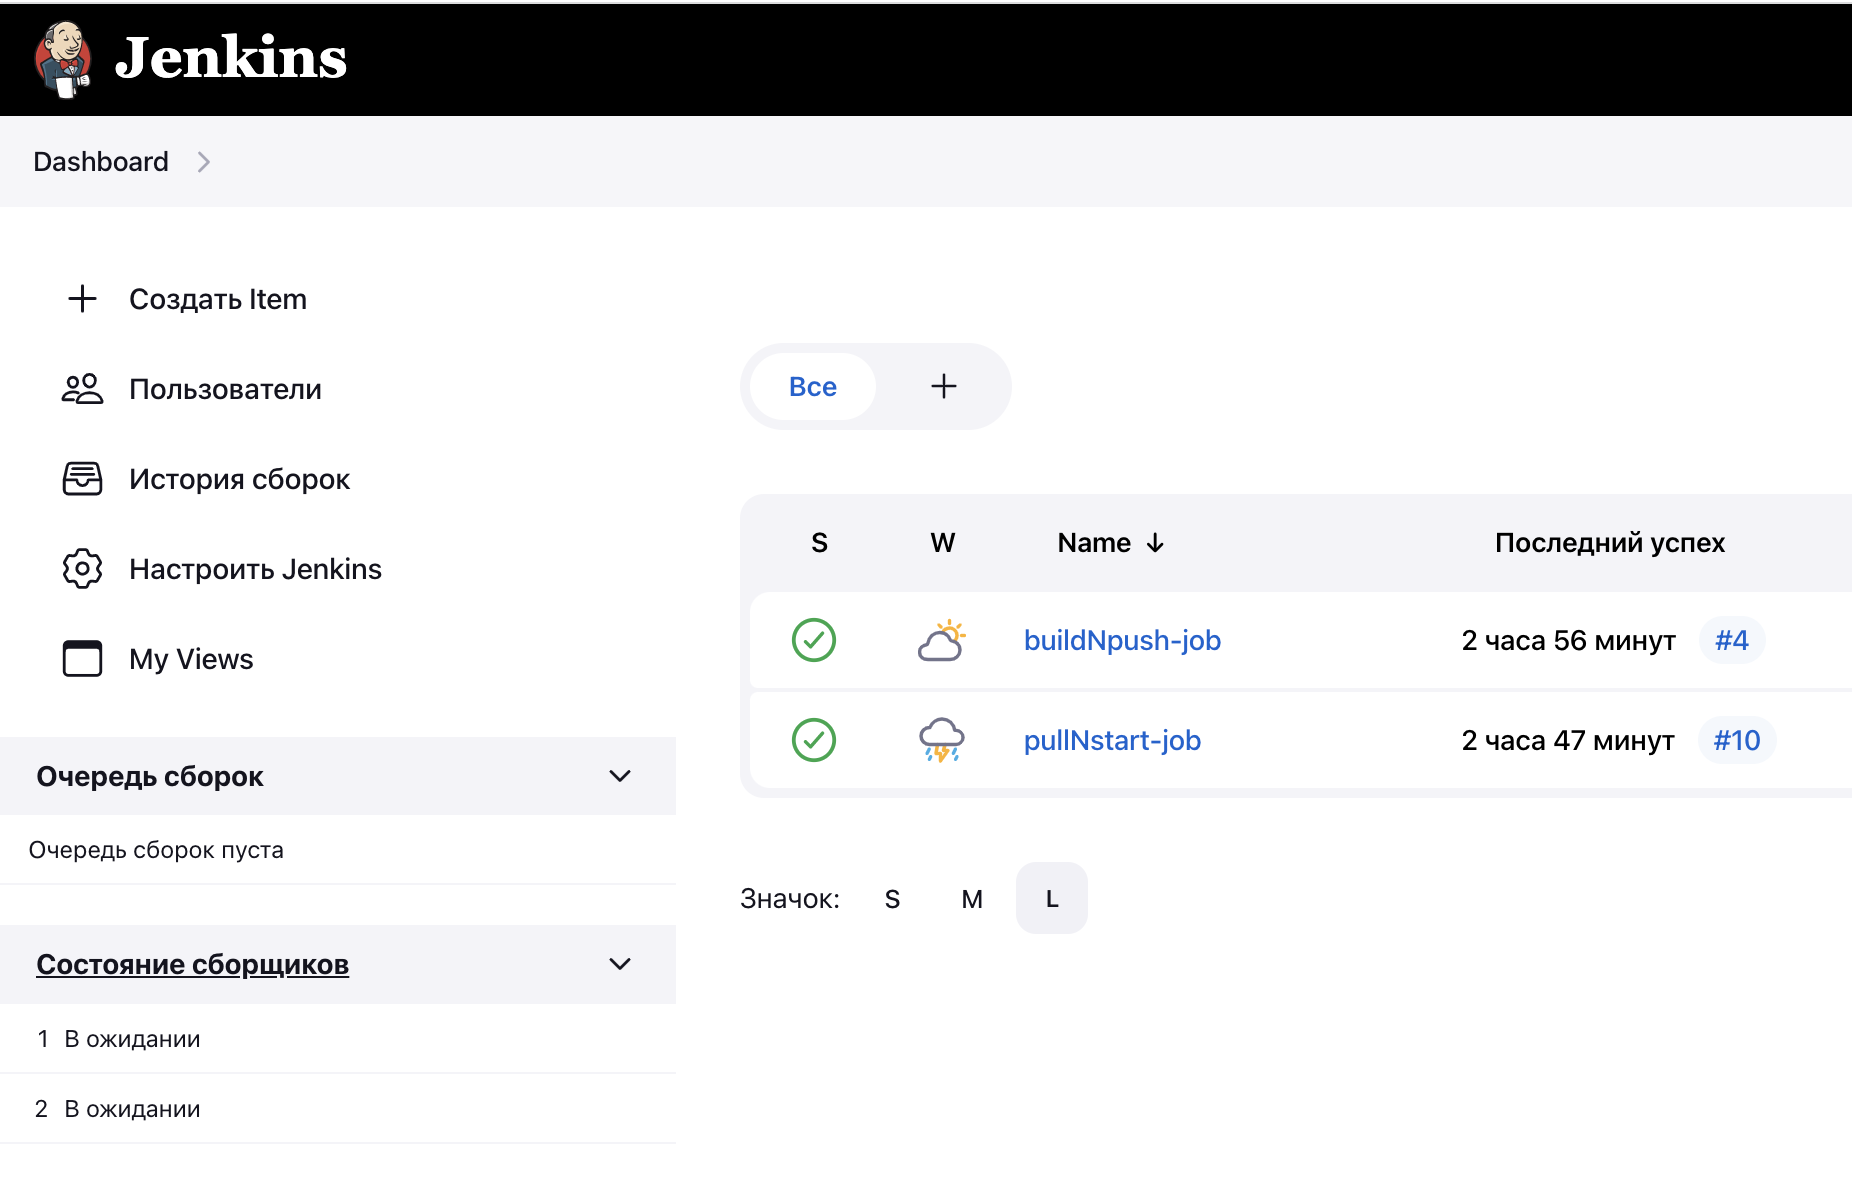 Jenkins
Dashboard
Создать Item
Пользователи
История сборок
Настроить Jenkins
My Views
Очередь сборок
Очередь сборок пуста
Состояние сборщиков
1 В ожидании
2 В ожидании
Все
S W Name ↓ Последний успех
buildNpush-job 2 часа 56 минут #4
pullNstart-job 2 часа 47 минут #10
Значок: S M L